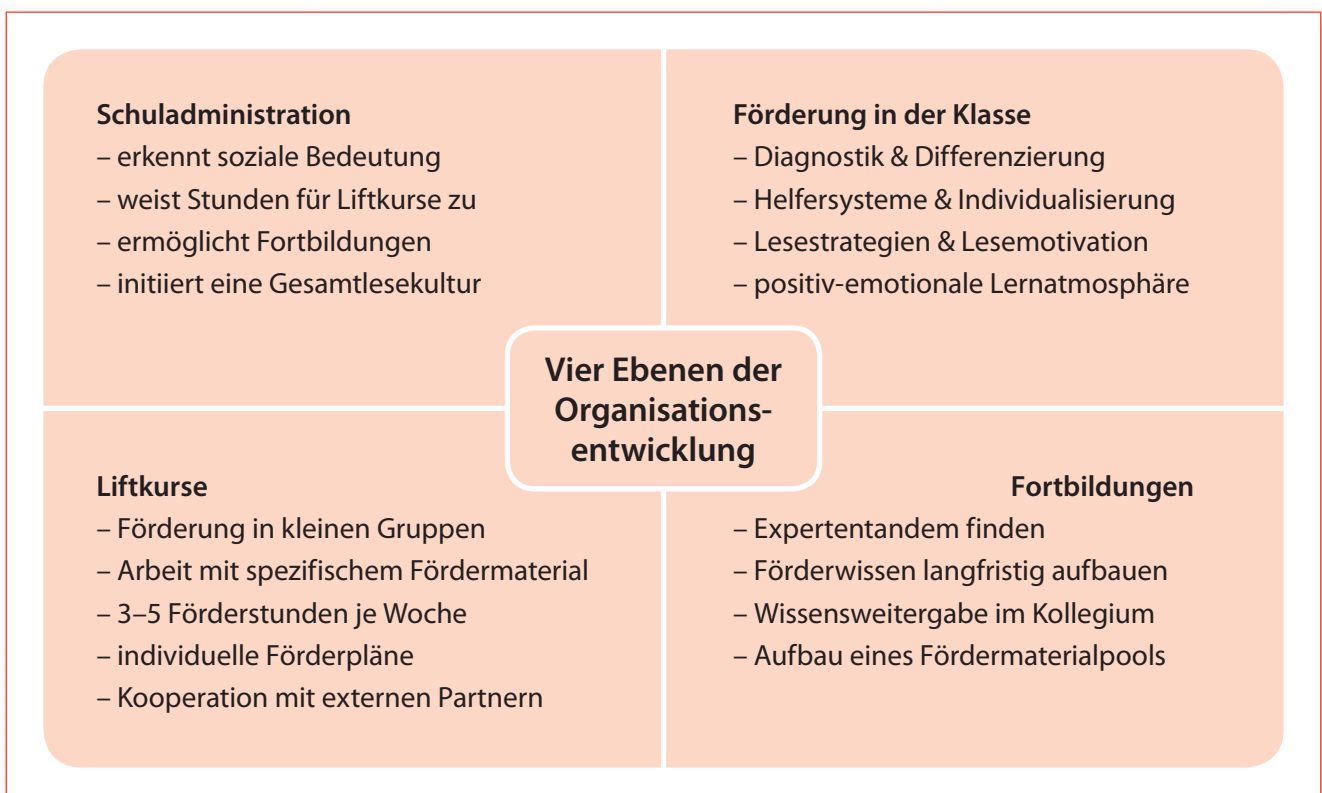 Schuladministration
– erkennt soziale Bedeutung
– weist Stunden für Liftkurse zu
– ermöglicht Fortbildungen
– initiiert eine Gesamtlesekultur
Förderung in der Klasse
– Diagnostik & Differenzierung
– Helfersysteme & Individualisierung
– Lesestrategien & Lesemotivation
– positiv-emotionale Lernatmosphäre
Vier Ebenen der
Organisations-
entwicklung
Liftkurse
– Förderung in kleinen Gruppen
– Arbeit mit spezifischem Fördermaterial
– 3–5 Förderstunden je Woche
– individuelle Förderpläne
– Kooperation mit externen Partnern
Fortbildungen
– Expertentandem finden
– Förderwissen langfristig aufbauen
– Wissensweitergabe im Kollegium
– Aufbau eines Fördermaterialpools